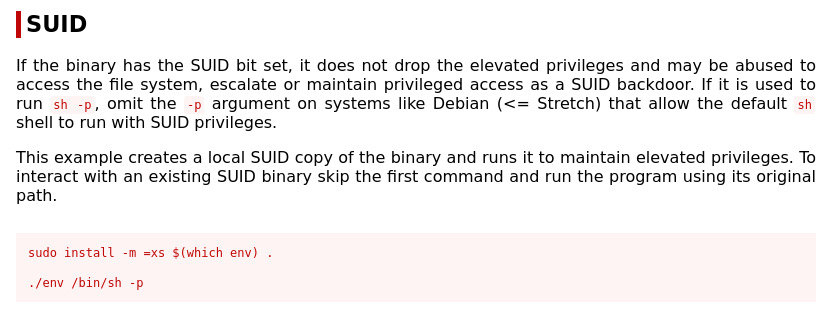 SUID
If the binary has the SUID bit set, it does not drop the elevated privileges and may be abused to
access the file system, escalate or maintain privileged access as a SUID backdoor. If it is used to
run sh -p, omit the -p argument on systems like Debian (<= Stretch) that allow the default sh
shell to run with SUID privileges.
This example creates a local SUID copy of the binary and runs it to maintain elevated privileges. To
interact with an existing SUID binary skip the first command and run the program using its original
path.
sudo install -m =xs $(which env) .
./env /bin/sh -p